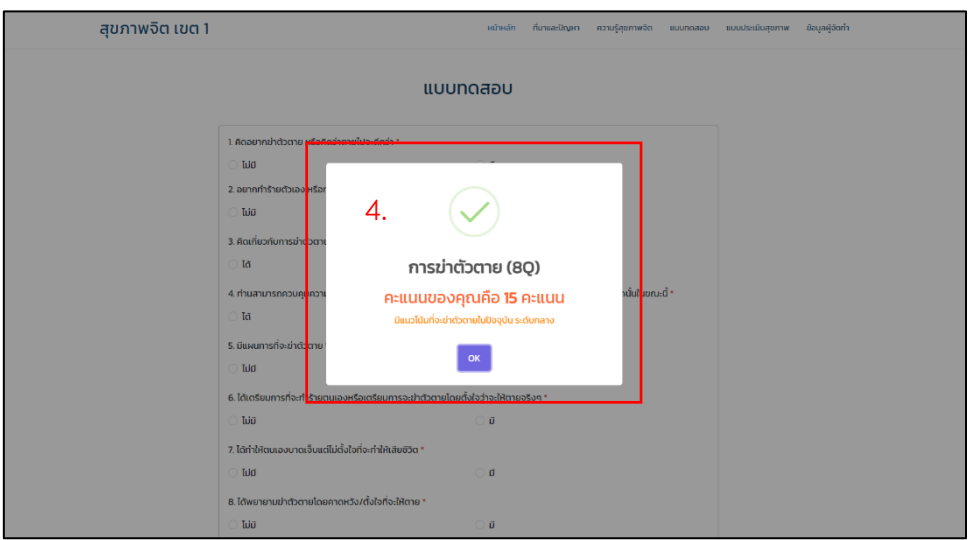 สุขภาพจิต เขต 1
หน้าหลัก ที่มาและปัญหา ความรู้สุขภาพจิต แบบทดสอบ แบบประเมินสุขภาพ ข้อมูลผู้จัดทำ
แบบทดสอบ
1. คิดอยากฆ่าตัวตาย หรือคิดว่าตายไปจะดีกว่า *
ไม่มี
2. อยากทำร้ายตัวเอง หรือ
ไม่มี
4.
3. คิดเกี่ยวกับการฆ่าตัวตาย
ได้
การฆ่าตัวตาย (8Q)
4. ท่านสามารถควบคุมความ
นั้นในขณะนี้ *
คะแนนของคุณคือ 15 คะแนน
ได้
มีแนวโน้มที่จะฆ่าตัวตายในปัจจุบัน ระดับกลาง
5. มีแผนการที่จะฆ่าตัวตาย
OK
ไม่มี
6. ได้เตรียมการที่จะทำร้ายตนเองหรือเตรียมการจะฆ่าตัวตายโดยตั้งใจว่าจะให้ตายจริงๆ *
ไม่มี มี
7. ได้ทำให้ตนเองบาดเจ็บแต่ไม่ตั้งใจที่จะทำให้เสียชีวิต *
ไม่มี มี
8. ได้พยายามฆ่าตัวตายโดยคาดหวัง/ตั้งใจที่จะให้ตาย *
ไม่มี มี